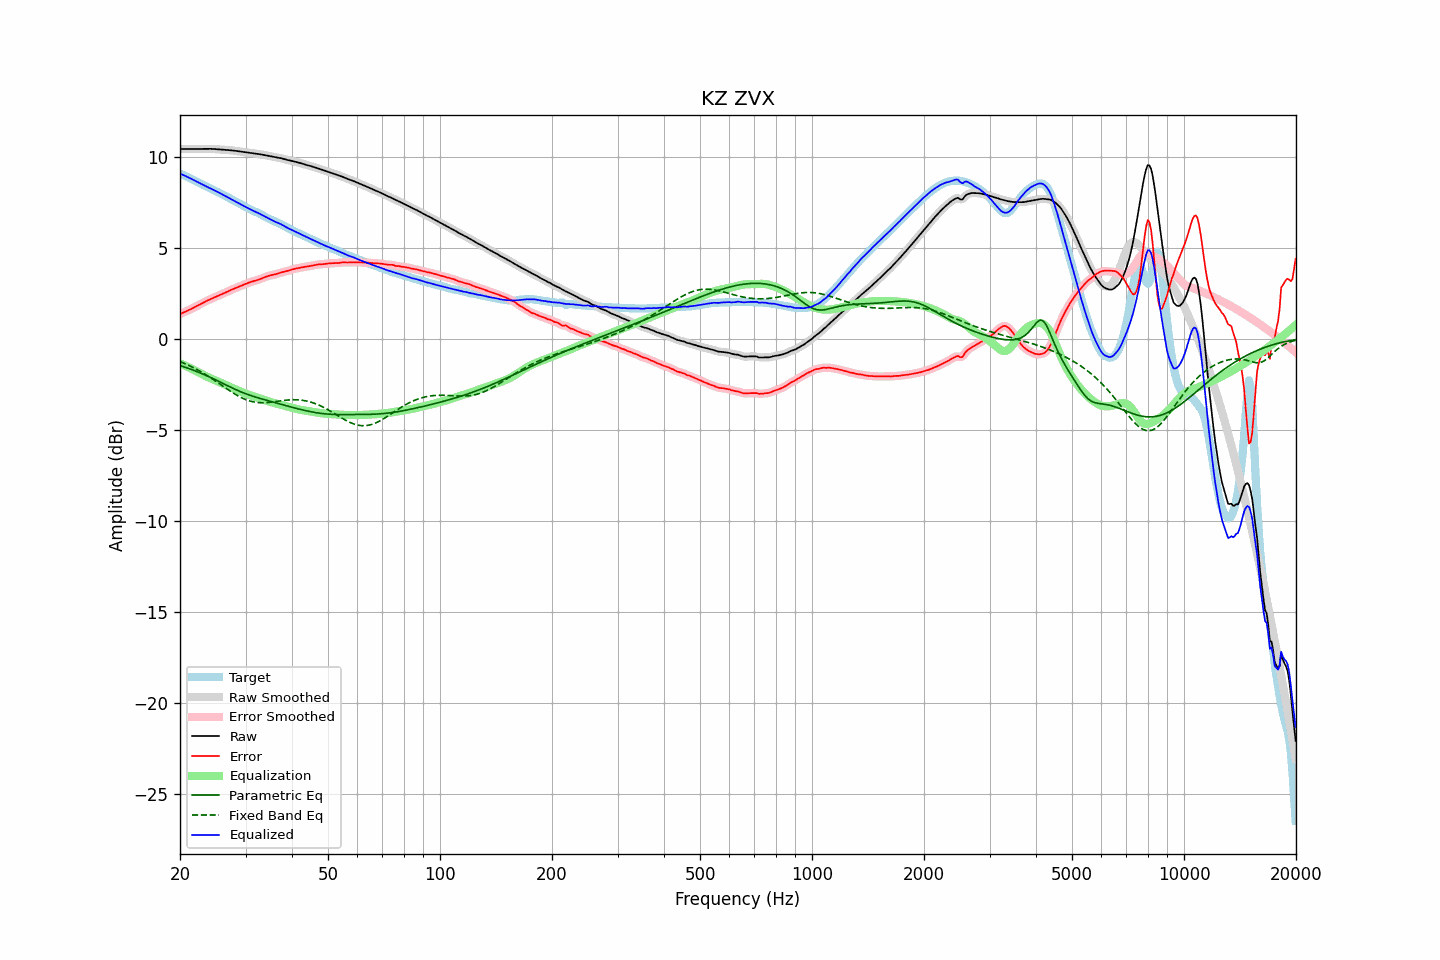 KZ ZVX
Amplitude (dBr)
10
5
0
−5
−10
−15
−20
−25
Target
Raw Smoothed
Error Smoothed
Raw
Error
Equalization
Parametric Eq
Fixed Band Eq
Equalized
20 50 100 200 500 1000 2000 5000 10000 20000
Frequency (Hz)